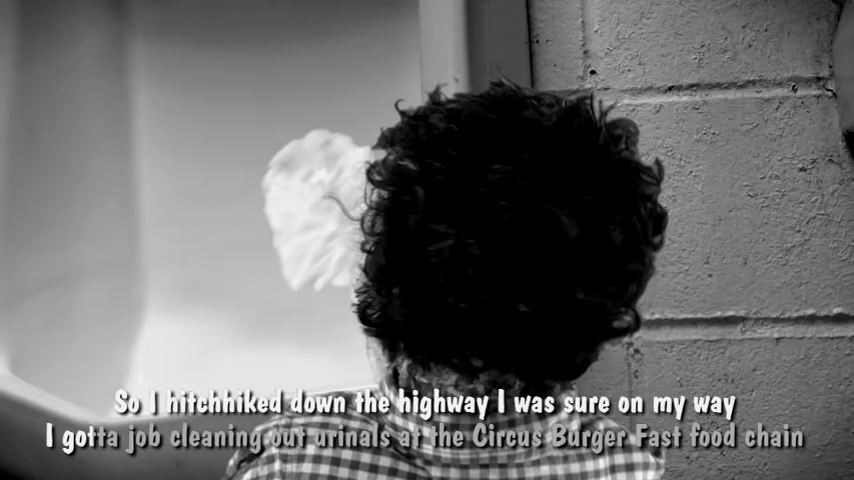 So I hitchhiked down the highway I was sure on my way
I gotta job cleaning out urinals at the Circus Burger Fast food chain